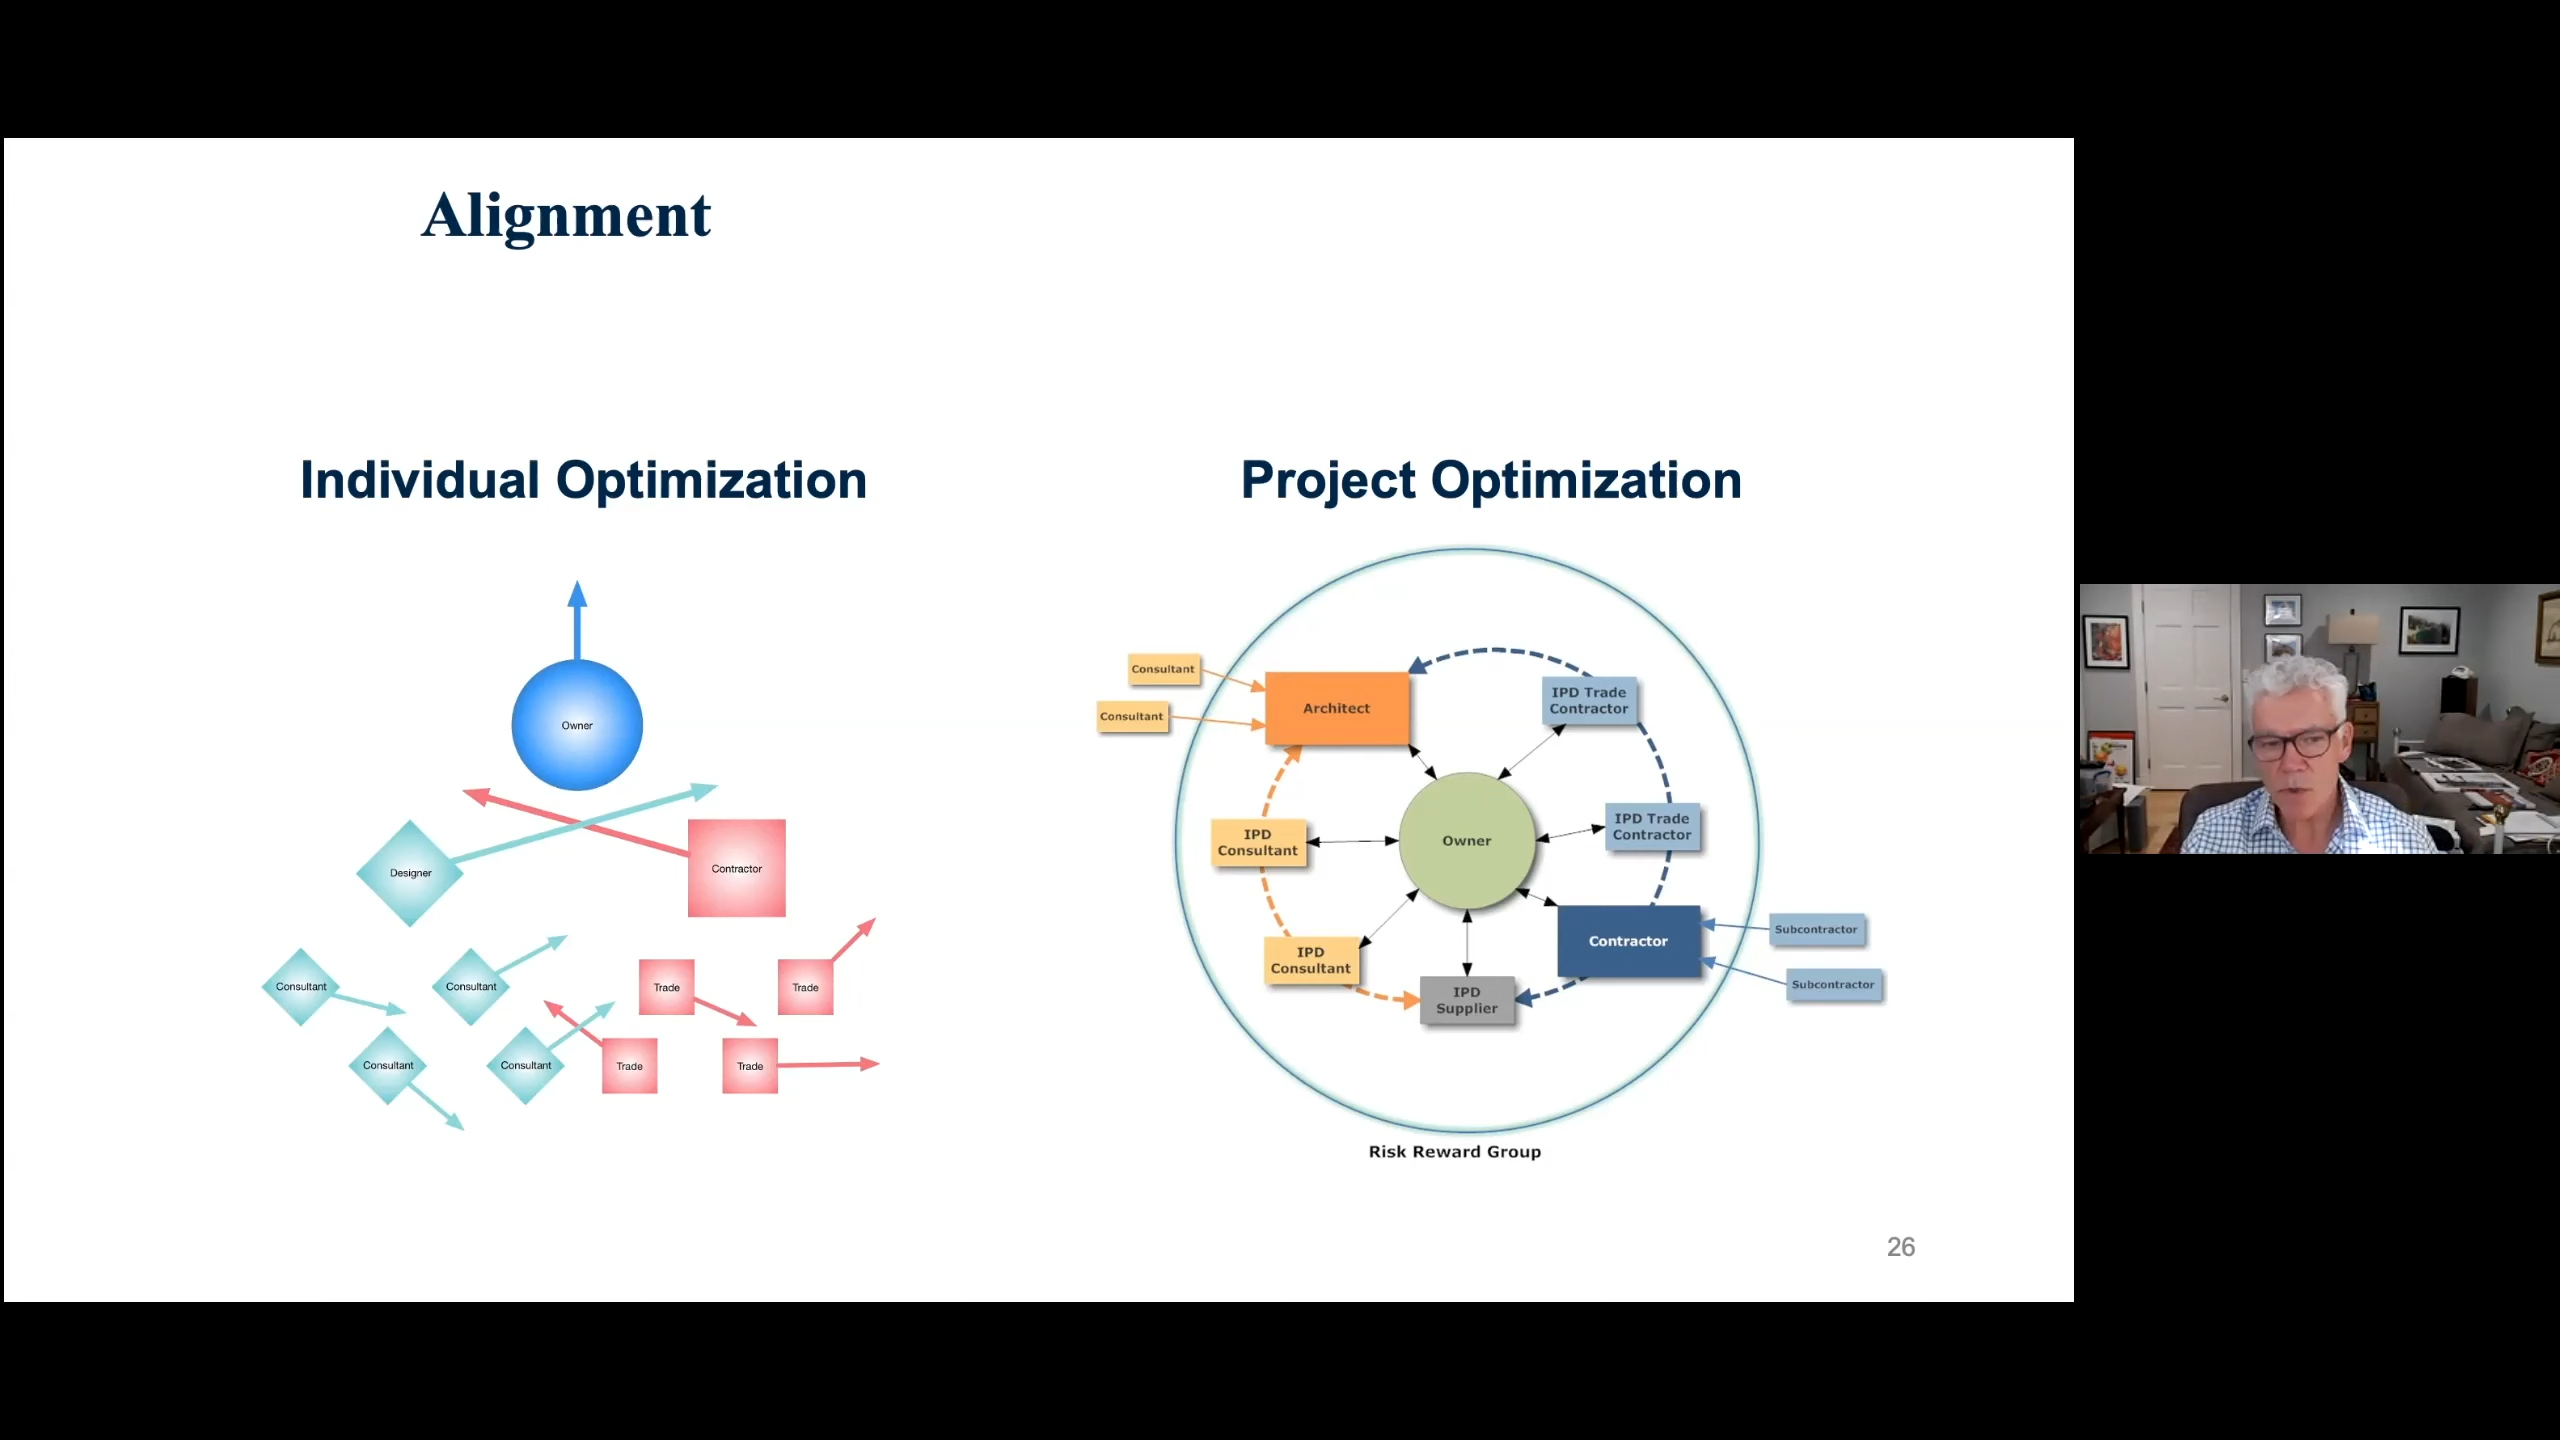 Alignment
Individual Optimization
Owner
Designer
Contractor
Consultant
Consultant
Trade
Trade
Consultant
Consultant
Trade
Trade
Project Optimization
Consultant
Consultant
Architect
IPD Trade
Contractor
IPD
Consultant
Owner
IPD Trade
Contractor
IPD
Consultant
IPD
Supplier
Contractor
Subcontractor
Subcontractor
Risk Reward Group
26